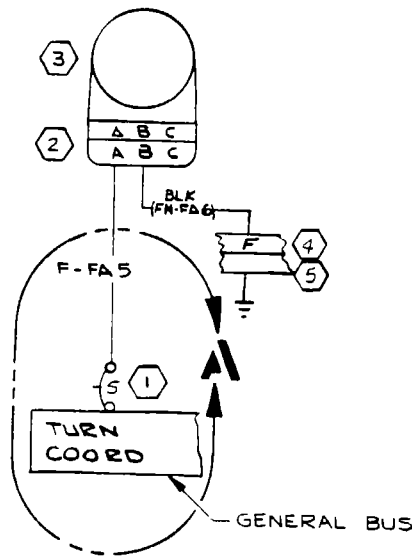 3
A B C
2
A B C
BLK
(FN-FA6)
F
4
5
F-FA5
A
5
1
TURN
COORD
GENERAL BUS